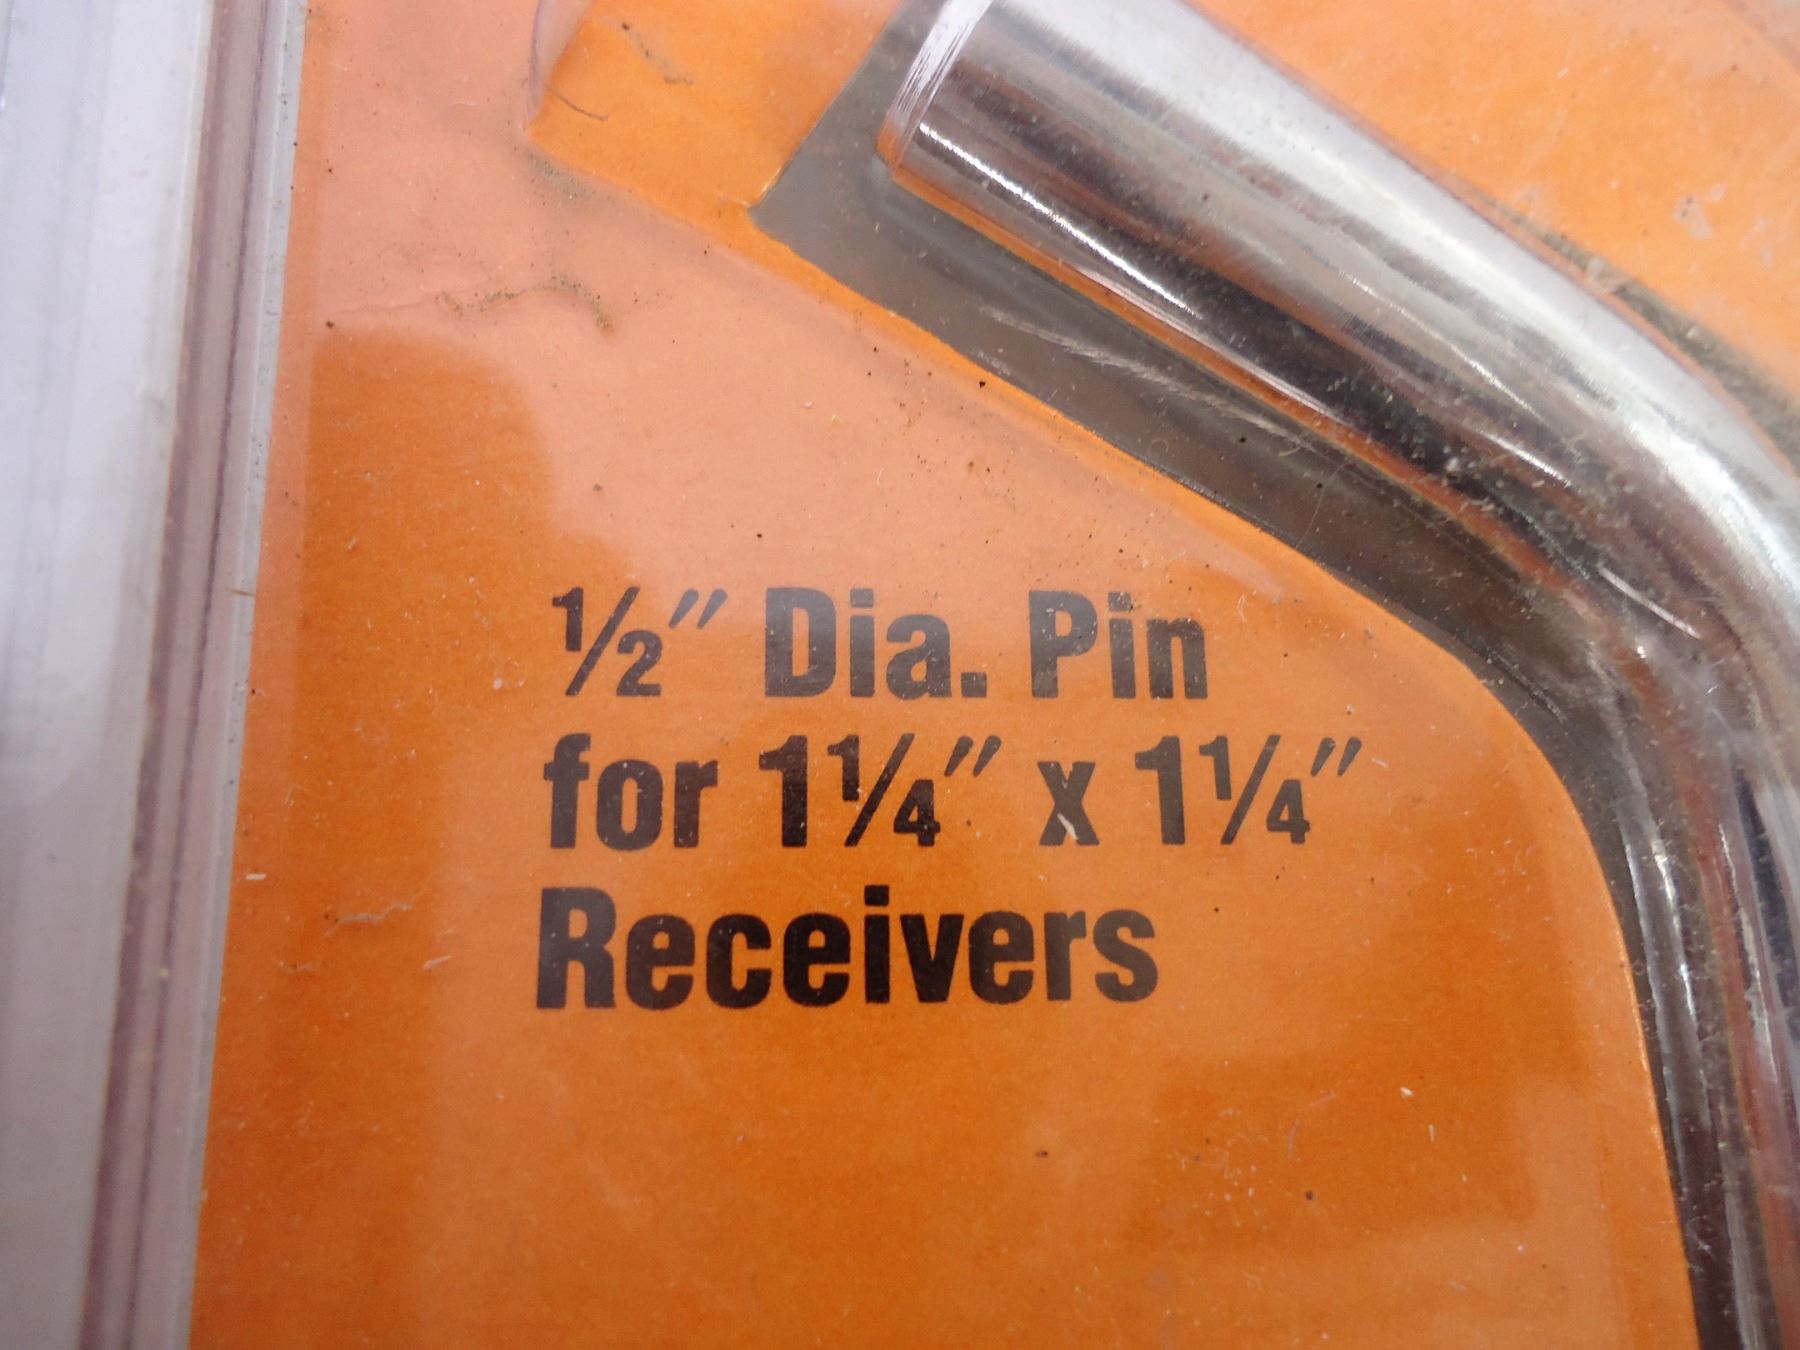 ½″ Dia. Pin
for 1¼″ x 1¼″
Receivers